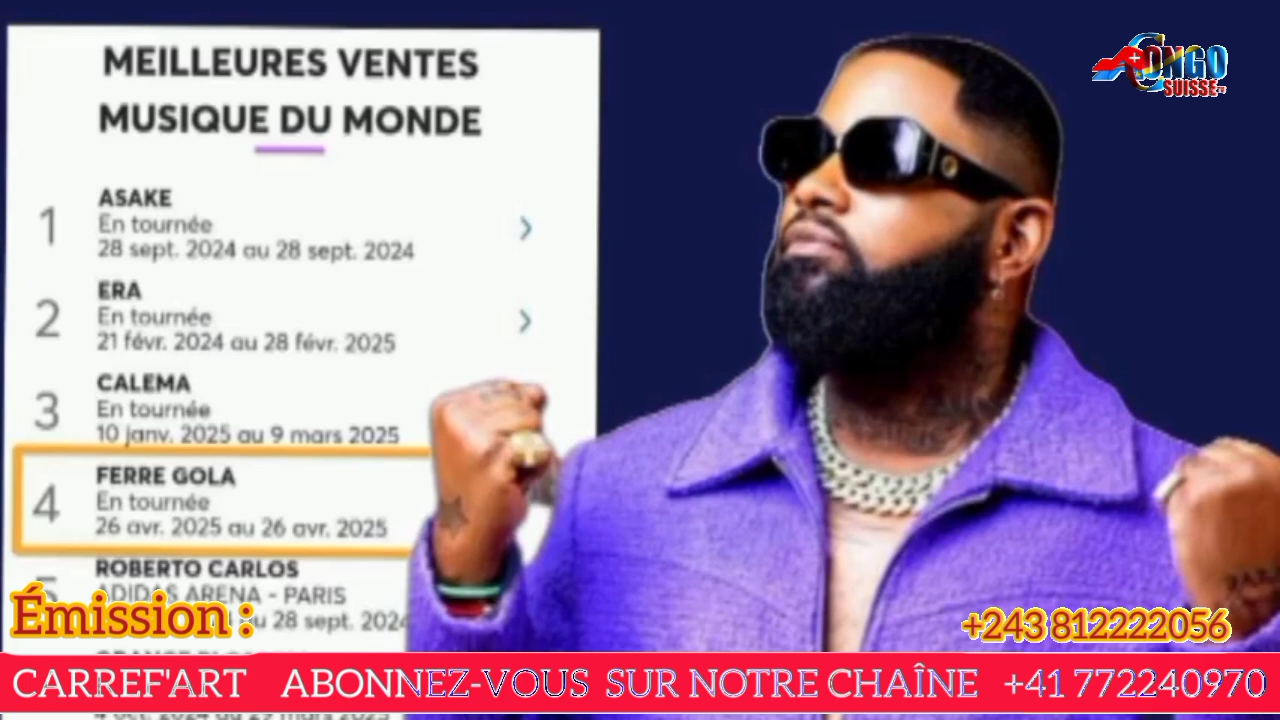 MEILLEURES VENTES
MUSIQUE DU MONDE
1
ASAKE
En tournée
28 sept. 2024 au 28 sept. 2024
2
ERA
En tournée
21 févr. 2024 au 28 févr. 2025
3
CALEMA
En tournée
10 janv. 2025 au 9 mars 2025
4
FERRE GOLA
En tournée
26 avr. 2025 au 26 avr. 2025
ROBERTO CARLOS
ADIDAS ARENA - PARIS
28 sept.
CONGO
SUISSE
Émission :
+243 812222056
CARREF'ART ABONNEZ-VOUS SUR NOTRE CHAÎNE +41 772240970